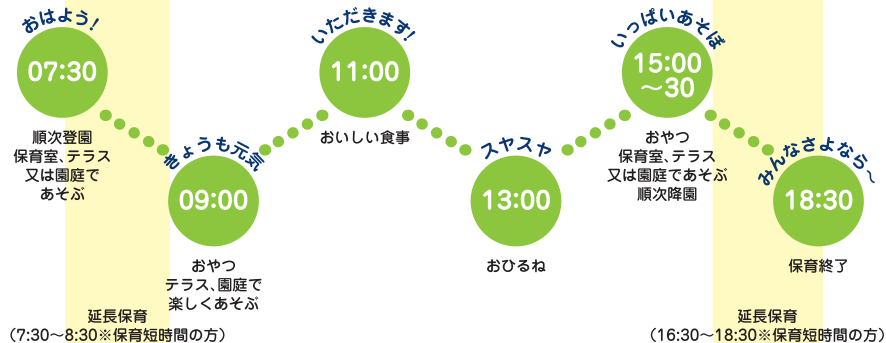 おはよう!
07:30
順次登園
保育室、テラス
又は園庭で
あそぶ
きょうも元気
09:00
おやつ
テラス、園庭で
楽しくあそぶ
いただきます!
11:00
おいしい食事
スヤスヤ
13:00
おひるね
いっぱいあそぼ
15:00
～30
おやつ
保育室、テラス
又は園庭であそぶ
順次降園
みんなさよなら～
18:30
保育終了
延長保育
（7:30～8:30※保育短時間の方）
延長保育
（16:30～18:30※保育短時間の方）